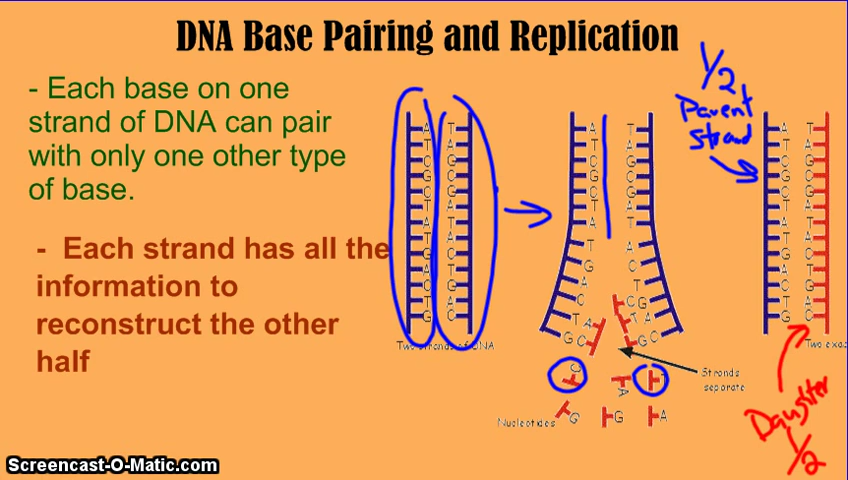 DNA Base Pairing and Replication
- Each base on one
strand of DNA can pair
with only one other type
of base.
- Each strand has all the
information to
reconstruct the other
half
1/2
Parent
strand
A T
T A
C G
G C
C G
T A
A T
T A
G C
A T
C G
T A
G C
Two strands of DNA
A T
T A
C G
G C
C G
T A
A T
T A
G C
A T
C G
T A
G C
Strands
separate
Nucleotides
C
A
T
G
G
A
A T
T A
C G
G C
C G
T A
A T
T A
G C
A T
C G
T A
G C
Two exac
Daughter
1/2
Screencast-O-Matic.com